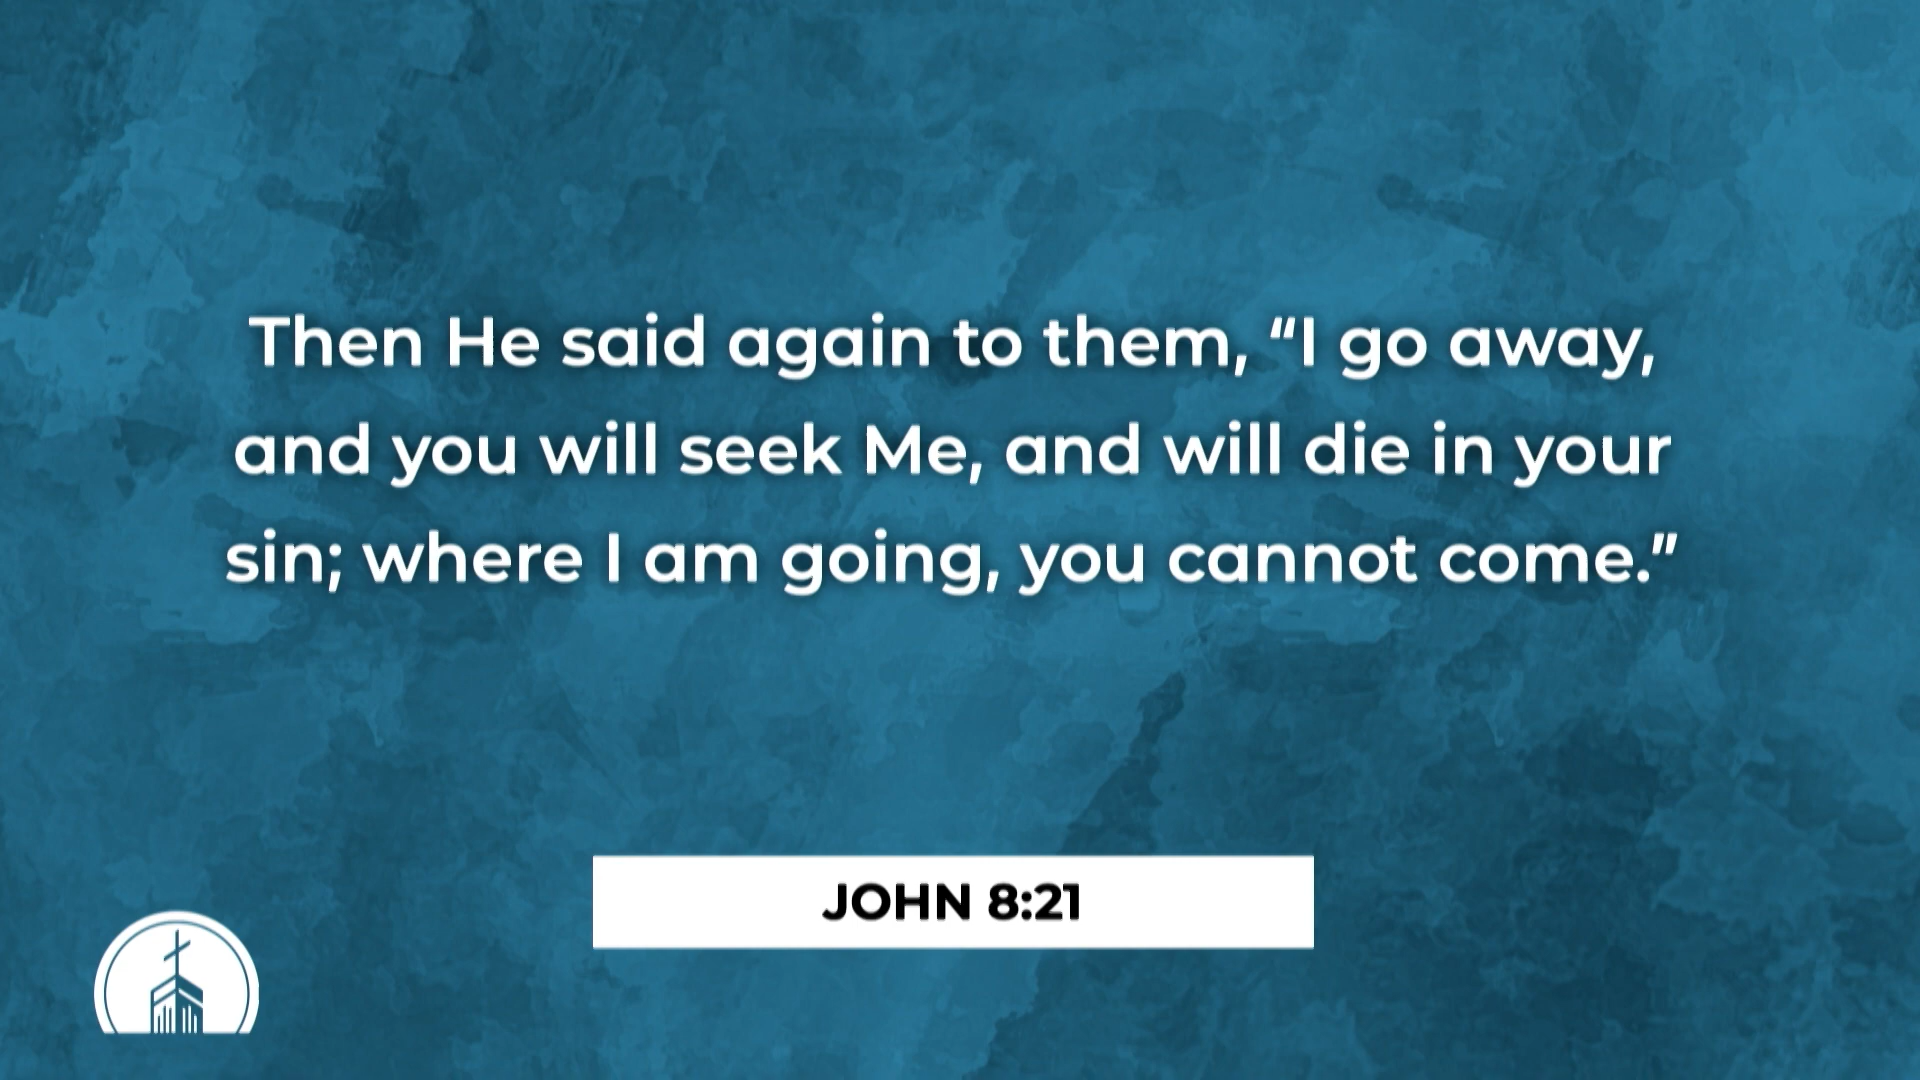 Then He said again to them, “I go away,
and you will seek Me, and will die in your
sin; where I am going, you cannot come.”
JOHN 8:21